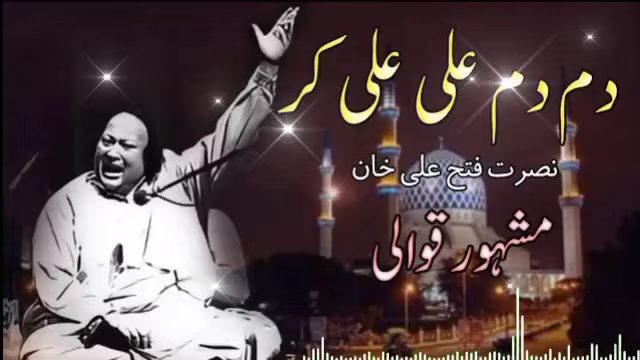 دم دم علی علی کر
نصرت فتح علی خان
مشہور قوالی